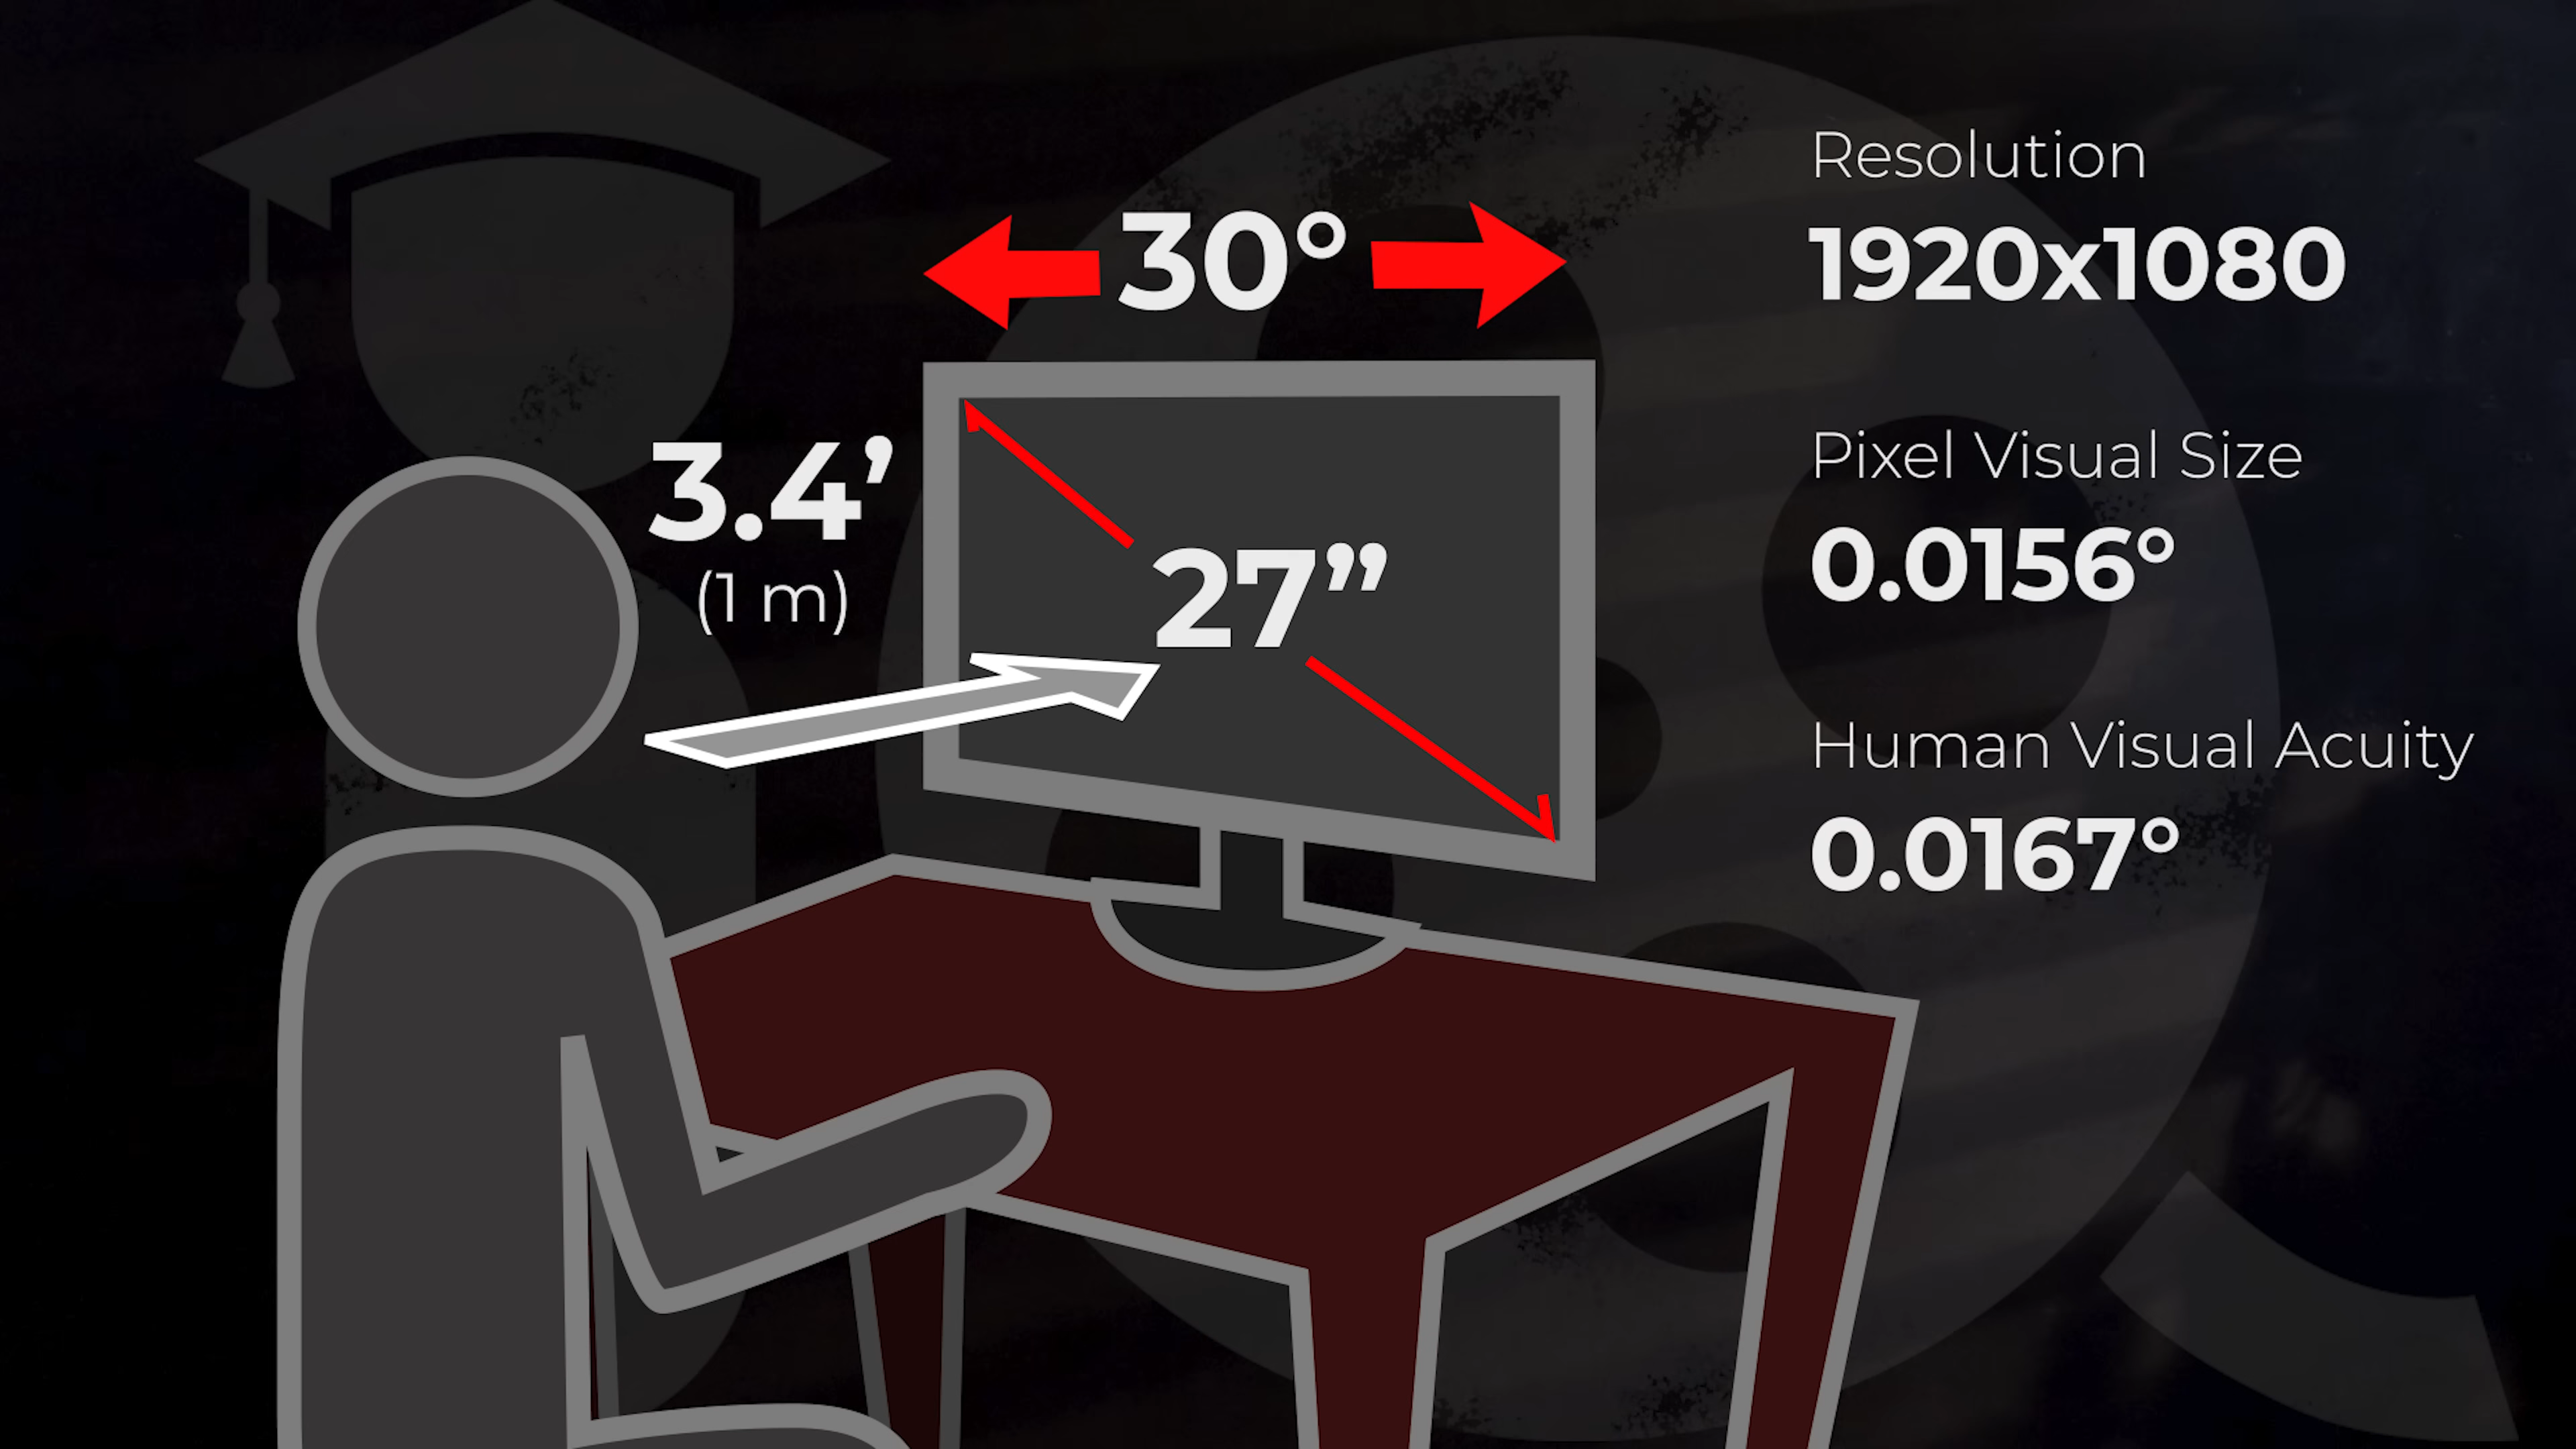 30°
3.4’
(1 m)
27”
Resolution
1920x1080
Pixel Visual Size
0.0156°
Human Visual Acuity
0.0167°